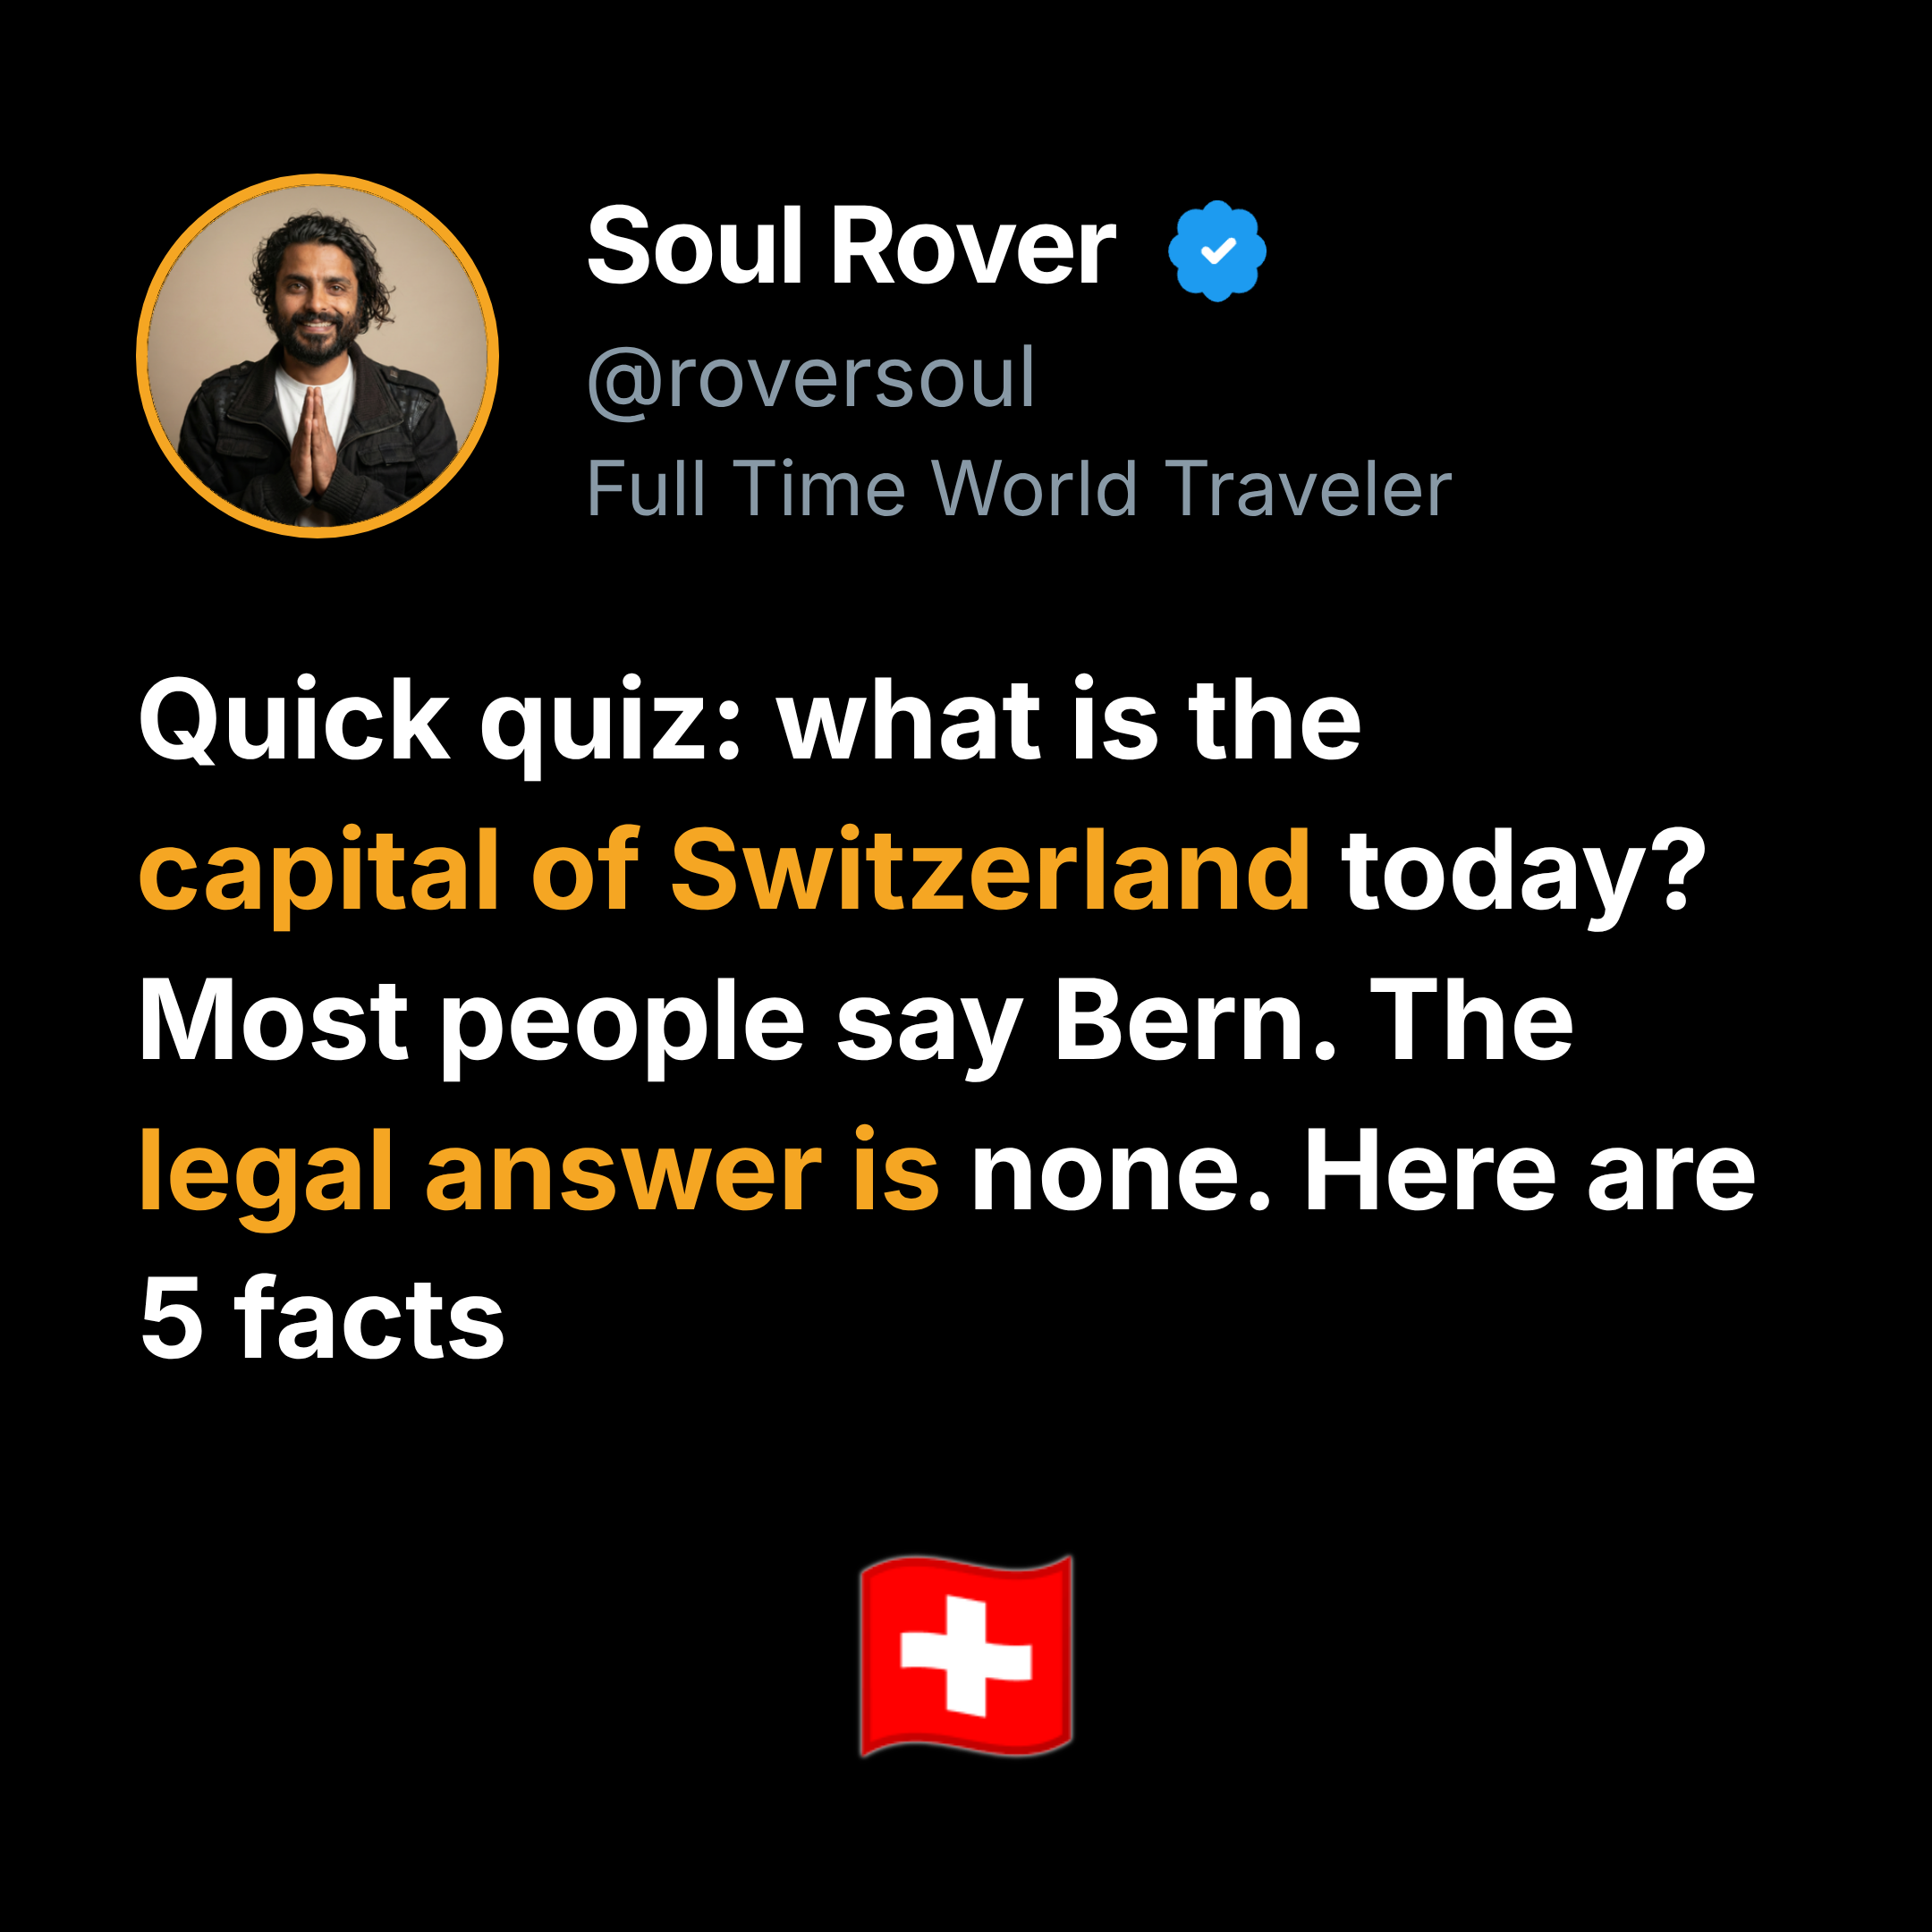 Soul Rover
@roversoul
Full Time World Traveler
Quick quiz: what is the
capital of Switzerland today?
Most people say Bern. The
legal answer is none. Here are
5 facts